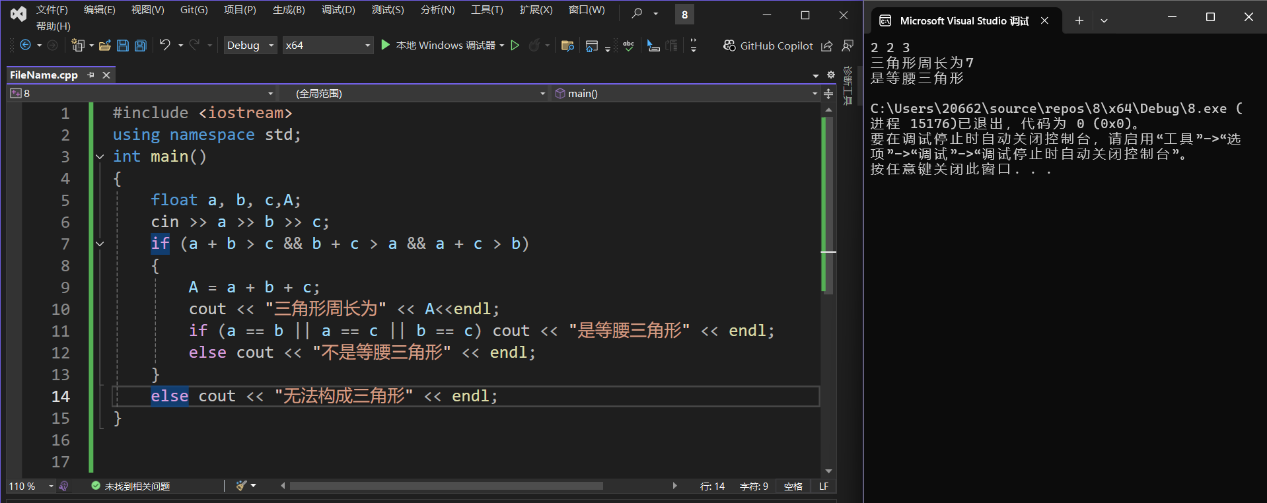 文件(F) 编辑(E) 视图(V) Git(G) 项目(P) 生成(B) 调试(D) 测试(S) 分析(N) 工具(T) 扩展(X) 窗口(W) 8
帮助(H)
Debug x64 本地 Windows 调试器 GitHub Copilot
FileName.cpp
8 (全局范围) main()
1 #include <iostream>
2 using namespace std;
3 int main()
4 {
5 float a, b, c,A;
6 cin >> a >> b >> c;
7 if (a + b > c && b + c > a && a + c > b)
8 {
9 A = a + b + c;
10 cout << "三角形周长为" << A<<endl;
11 if (a == b || a == c || b == c) cout << "是等腰三角形" << endl;
12 else cout << "不是等腰三角形" << endl;
13 }
14 else cout << "无法构成三角形" << endl;
15 }
16
17
110 % 未找到相关问题 行: 14 字符: 9 空格 LF
诊断工具
Microsoft Visual Studio 调试
2 2 3
三角形周长为7
是等腰三角形
C:\Users\20662\source\repos\8\x64\Debug\8.exe (
进程 15176)已退出，代码为 0 (0x0)。
要在调试停止时自动关闭控制台，请启用“工具”->“选
项”->“调试”->“调试停止时自动关闭控制台”。
按任意键关闭此窗口. . .